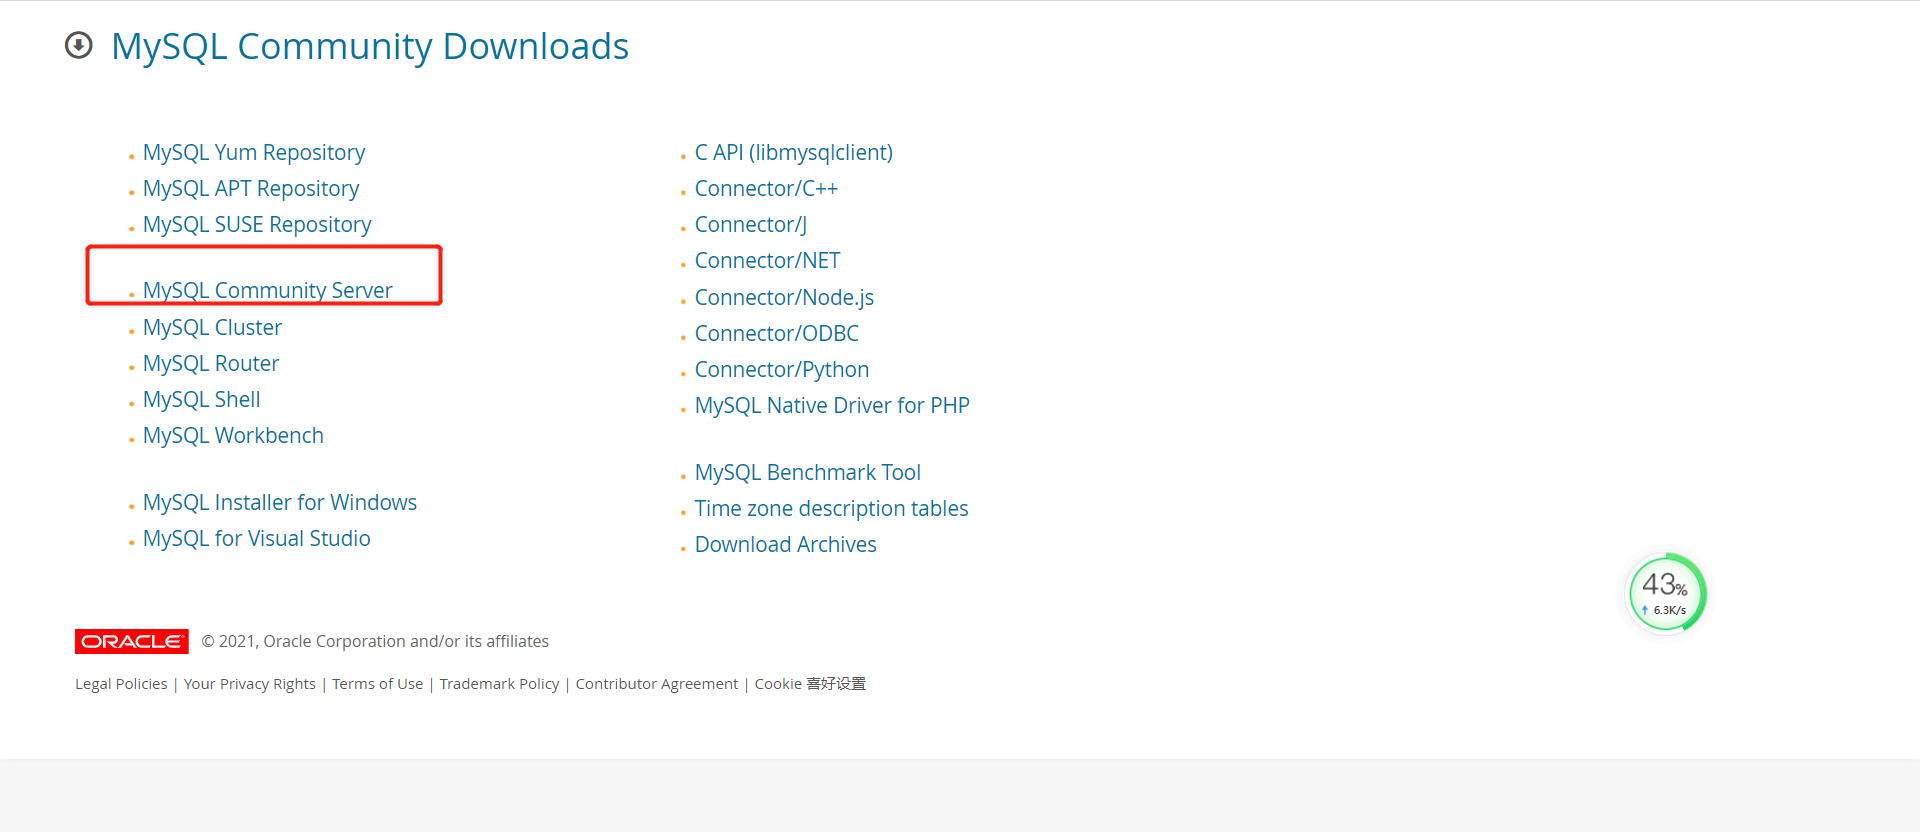 MySQL Community Downloads
MySQL Yum Repository
MySQL APT Repository
MySQL SUSE Repository
MySQL Community Server
MySQL Cluster
MySQL Router
MySQL Shell
MySQL Workbench
MySQL Installer for Windows
MySQL for Visual Studio
C API (libmysqlclient)
Connector/C++
Connector/J
Connector/NET
Connector/Node.js
Connector/ODBC
Connector/Python
MySQL Native Driver for PHP
MySQL Benchmark Tool
Time zone description tables
Download Archives
43%
6.3K/s
ORACLE © 2021, Oracle Corporation and/or its affiliates
Legal Policies | Your Privacy Rights | Terms of Use | Trademark Policy | Contributor Agreement | Cookie 喜好设置